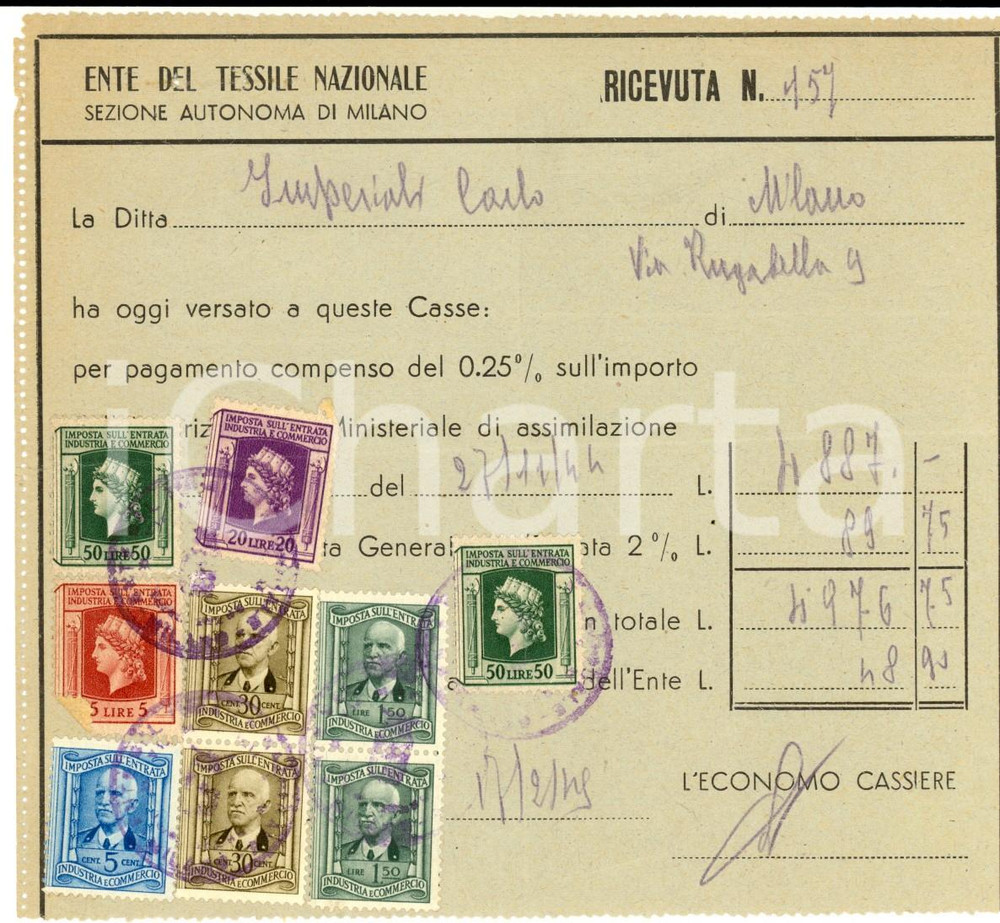 ENTE DEL TESSILE NAZIONALE
SEZIONE AUTONOMA DI MILANO
RICEVUTA N. 457
La Ditta Imperiali Carlo di Milano
Via Rugabella 9
ha oggi versato a queste Casse:
per pagamento compenso del 0.25% sull'importo
Ministeriale di assimilazione
del 27/11/44 L. 4887. -
ta General ata 2% L. 89 75
n totale L. 4976 75
dell'Ente L. 48 90
L'ECONOMO CASSIERE
IMPOSTA SULL'ENTRATA
INDUSTRIA E COMMERCIO
50 LIRE 50
IMPOSTA SULL'ENTRATA
INDUSTRIA E COMMERCIO
20 LIRE 20
IMPOSTA SULL'ENTRATA
INDUSTRIA E COMMERCIO
50 LIRE 50
IMPOSTA SULL'ENTRATA
INDUSTRIA E COMMERCIO
5 LIRE 5
IMPOSTA SULL'ENTRATA
CENT. 30 CENT.
INDUSTRIA E COMMERCIO
IMPOSTA SULL'ENTRATA
LIRE 1.50
INDUSTRIA E COMMERCIO
IMPOSTA SULL'ENTRATA
CENT. 5 CENT.
INDUSTRIA E COMMERCIO
IMPOSTA SULL'ENTRATA
CENT. 30 CENT.
INDUSTRIA E COMMERCIO
IMPOSTA SULL'ENTRATA
LIRE 1.50
INDUSTRIA E COMMERCIO
iCharta